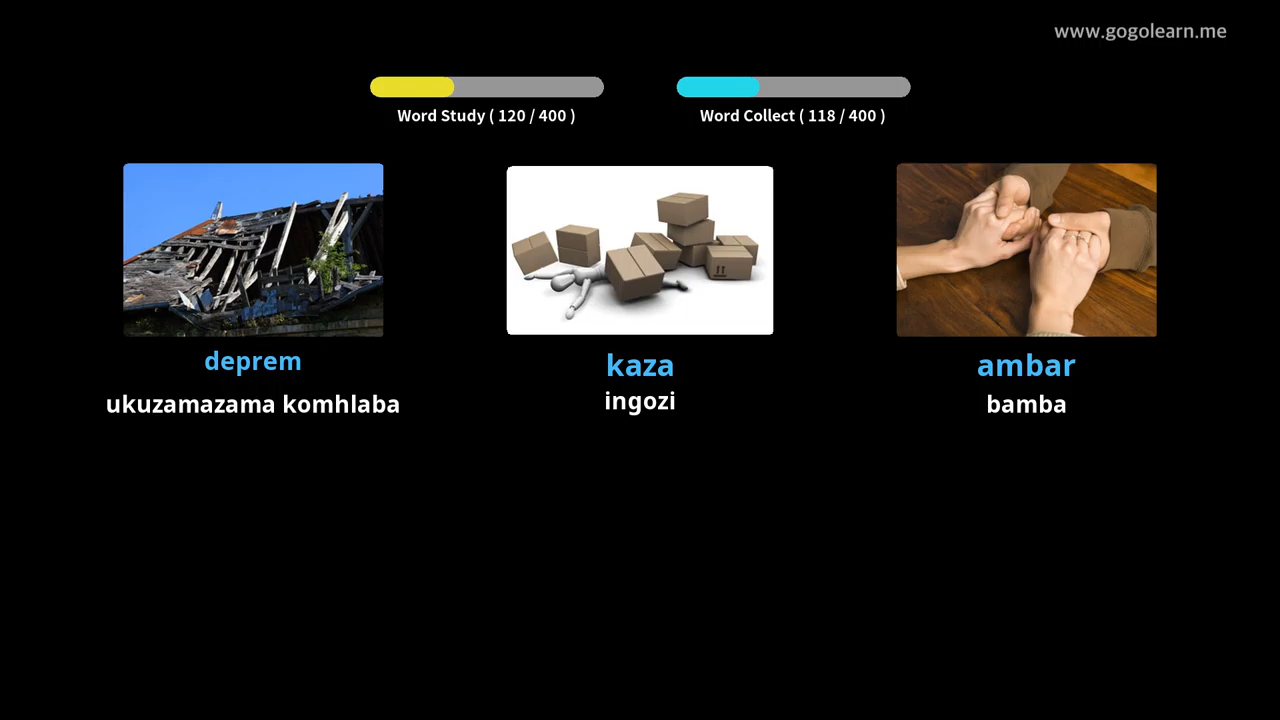 www.gogolearn.me
Word Study ( 120 / 400 )
Word Collect ( 118 / 400 )
deprem
ukuzamazama komhlaba
kaza
ingozi
ambar
bamba